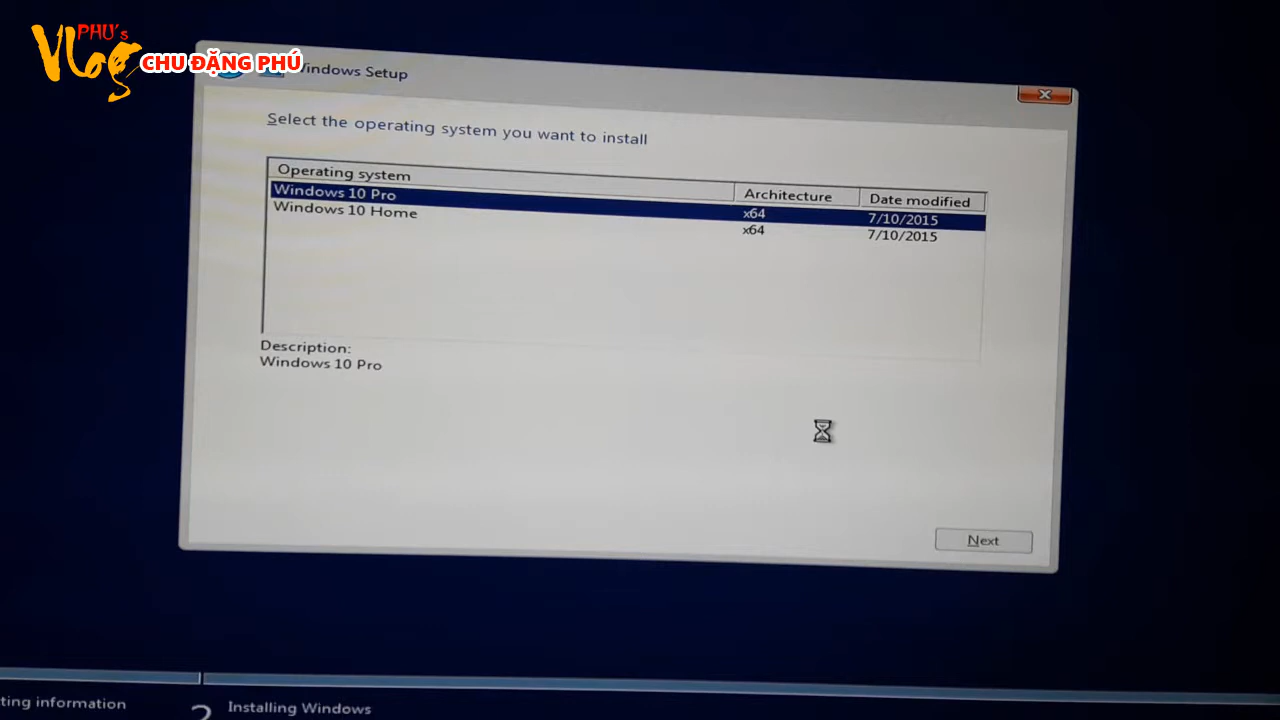 PHU's
Vlog
CHU ĐẶNG PHÚ
Windows Setup
Select the operating system you want to install
Operating system Architecture Date modified
Windows 10 Pro x64 7/10/2015
Windows 10 Home x64 7/10/2015
Description:
Windows 10 Pro
Next
ting information 2 Installing Windows